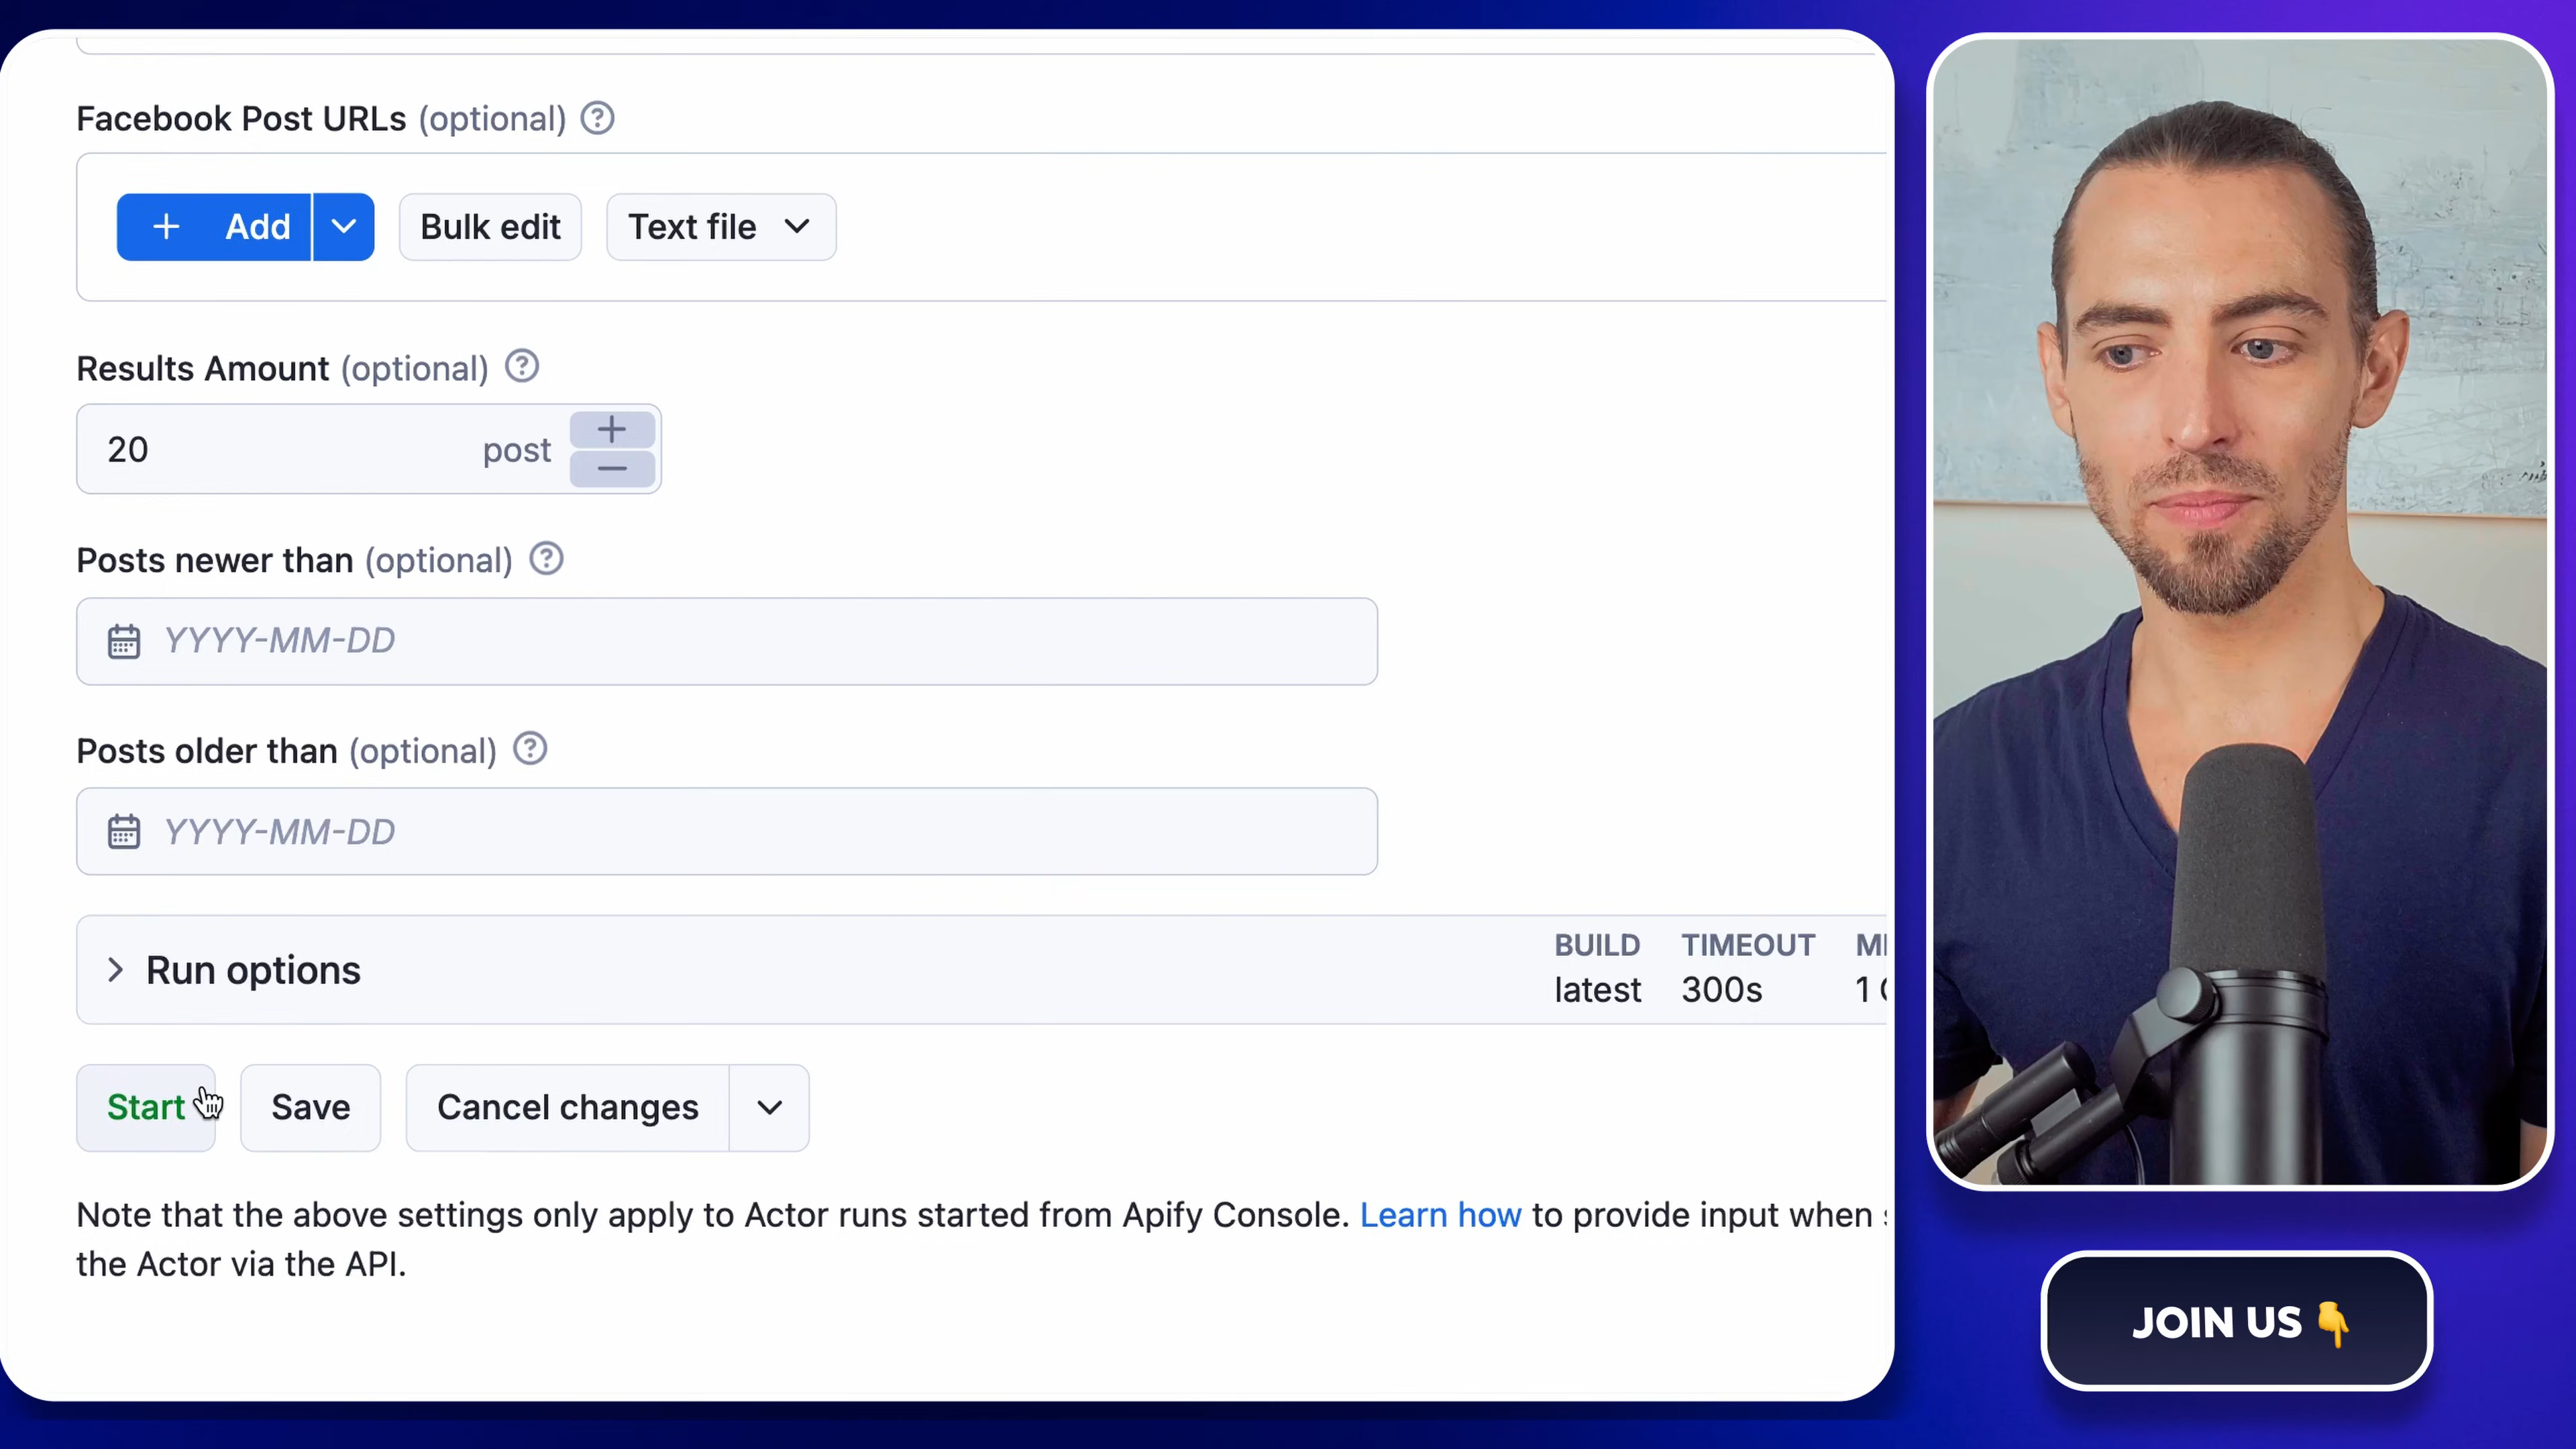 Facebook Post URLs (optional)
Add
Bulk edit
Text file
Results Amount (optional)
20 post
Posts newer than (optional)
YYYY-MM-DD
Posts older than (optional)
YYYY-MM-DD
Run options
BUILD TIMEOUT
latest 300s 1
Start
Save
Cancel changes
Note that the above settings only apply to Actor runs started from Apify Console. Learn how to provide input when
the Actor via the API.
JOIN US 👇